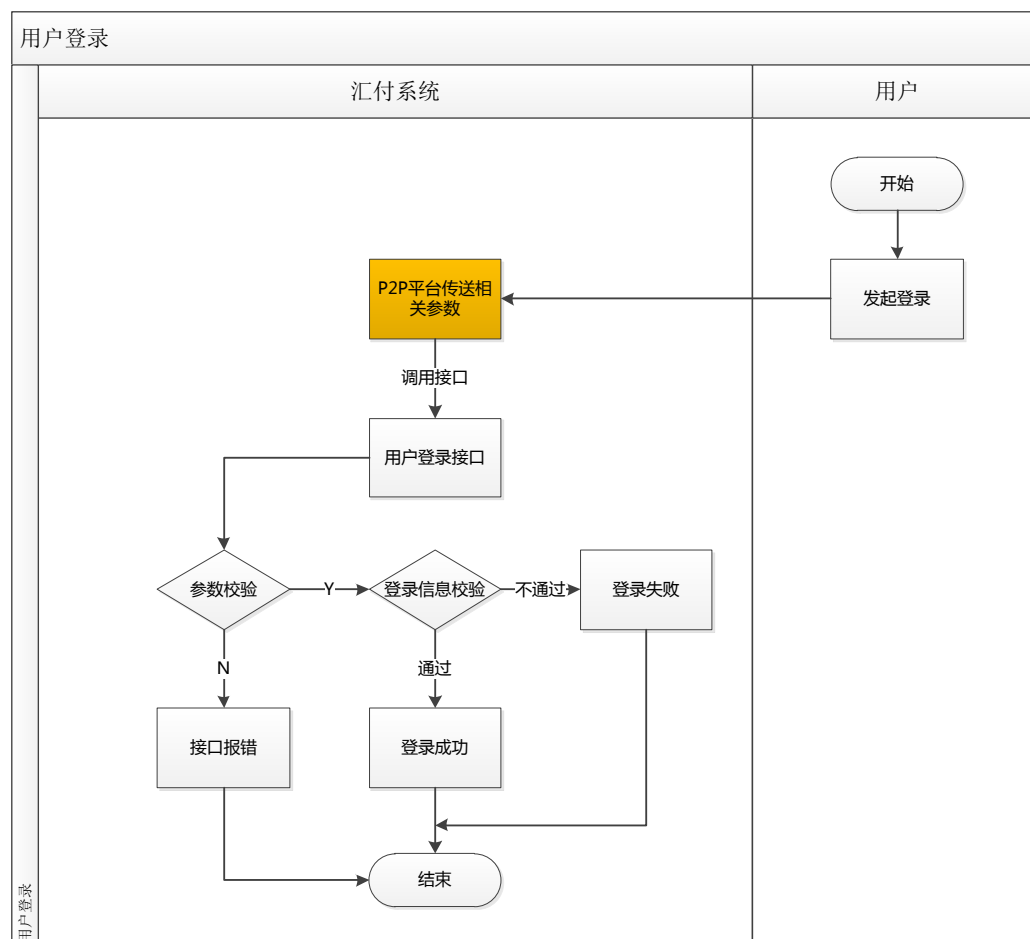 用户登录
汇付系统
用户
开始
P2P平台传送相
关参数
发起登录
调用接口
用户登录接口
参数校验
Y
登录信息校验
不通过
登录失败
N
通过
接口报错
登录成功
结束
用户登录